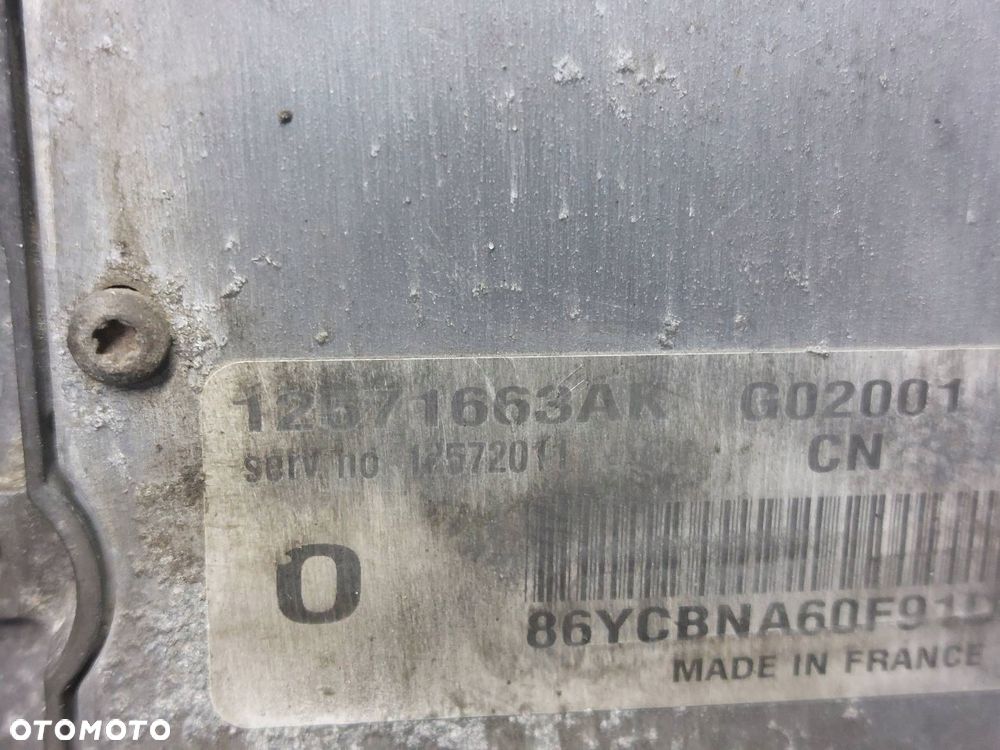 12571663AK G02001
serv no 12572011 CN
0
86YCBNA60F91
MADE IN FRANCE
OTOMOTO